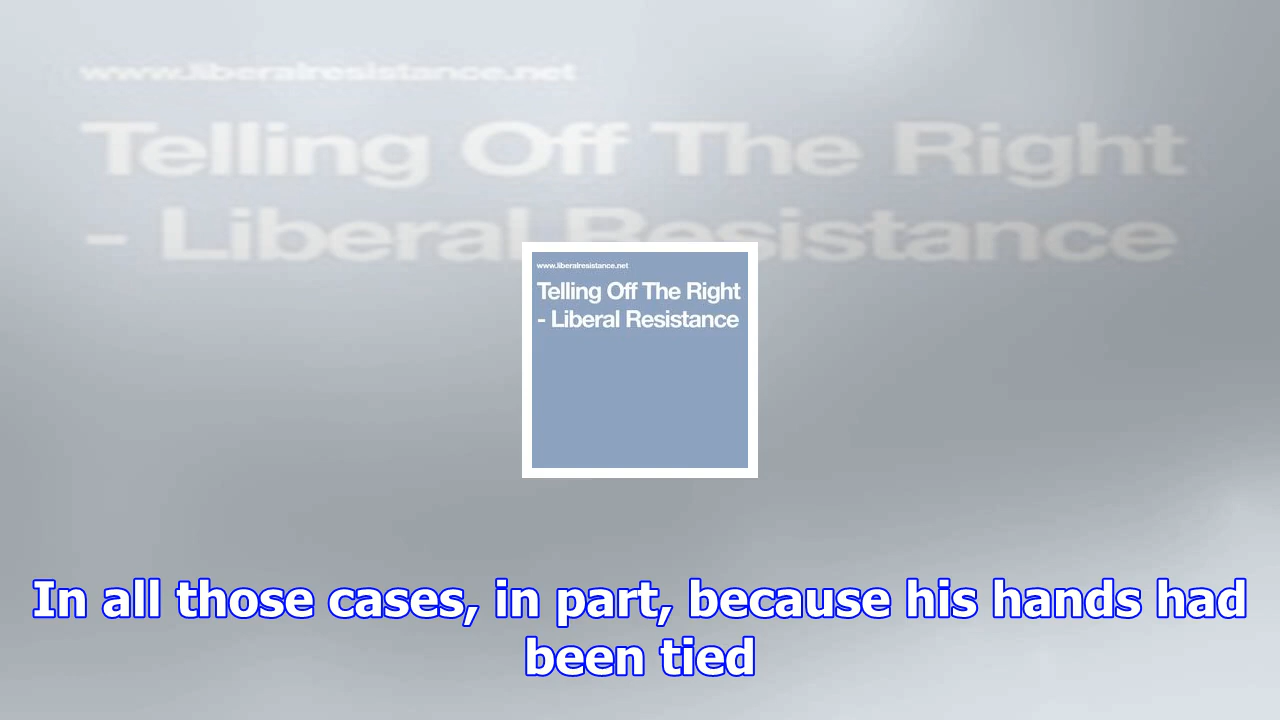 www.liberalresistance.net
Telling Off The Right
- Liberal Resistance
www.liberalresistance.net
Telling Off The Right
- Liberal Resistance
In all those cases, in part, because his hands had
been tied